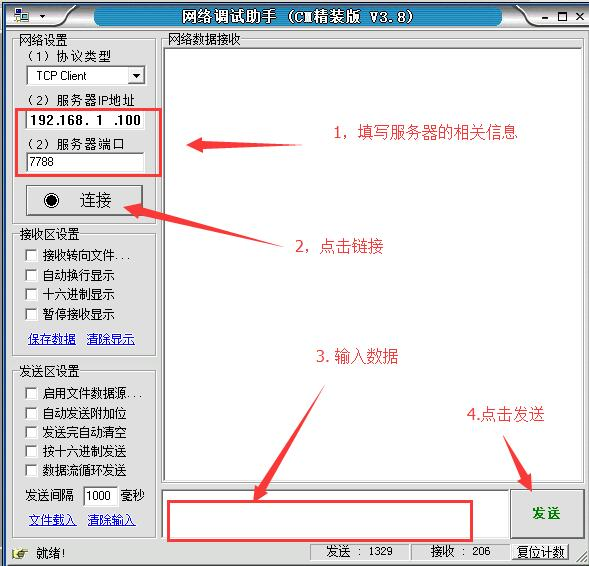 网络调试助手 (CM精装版 V3.8)
网络设置
(1) 协议类型
TCP Client
(2) 服务器IP地址
192.168. 1 .100
(2) 服务器端口
7788
连接
接收区设置
接收转向文件...
自动换行显示
十六进制显示
暂停接收显示
保存数据 清除显示
发送区设置
启用文件数据源...
自动发送附加位
发送完自动清空
按十六进制发送
数据流循环发送
发送间隔 1000 毫秒
文件载入 清除输入
网络数据接收
1，填写服务器的相关信息
2，点击链接
3. 输入数据
4.点击发送
发送
就绪!
发送 : 1329
接收 : 206
复位计数